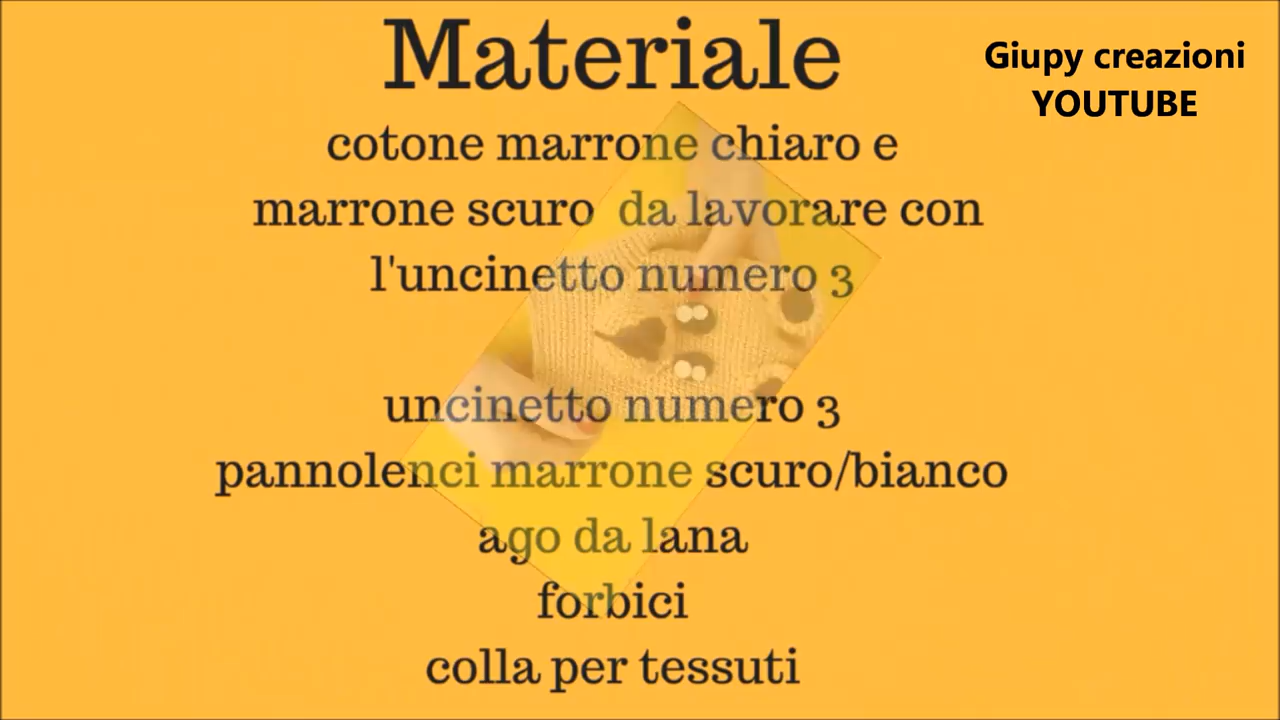 Materiale
Giupy creazioni
YOUTUBE
cotone marrone chiaro e
marrone scuro da lavorare con
l'uncinetto numero 3
uncinetto numero 3
pannolenci marrone scuro/bianco
ago da lana
forbici
colla per tessuti